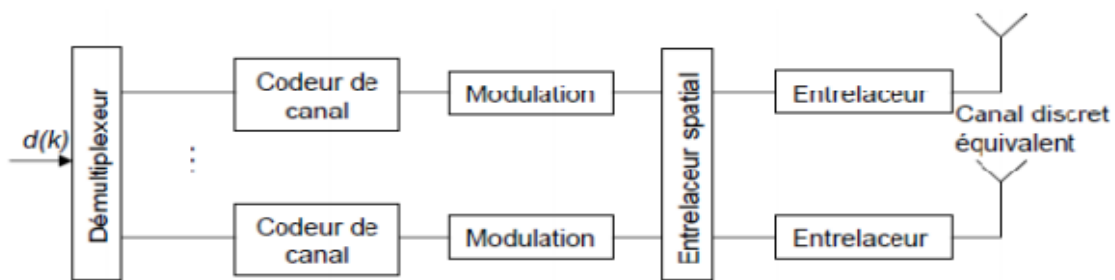 d(k)
Démultiplexeur
Codeur de
canal
Modulation
Entrelaceur spatial
Entrelaceur
Canal discret
équivalent
Codeur de
canal
Modulation
Entrelaceur